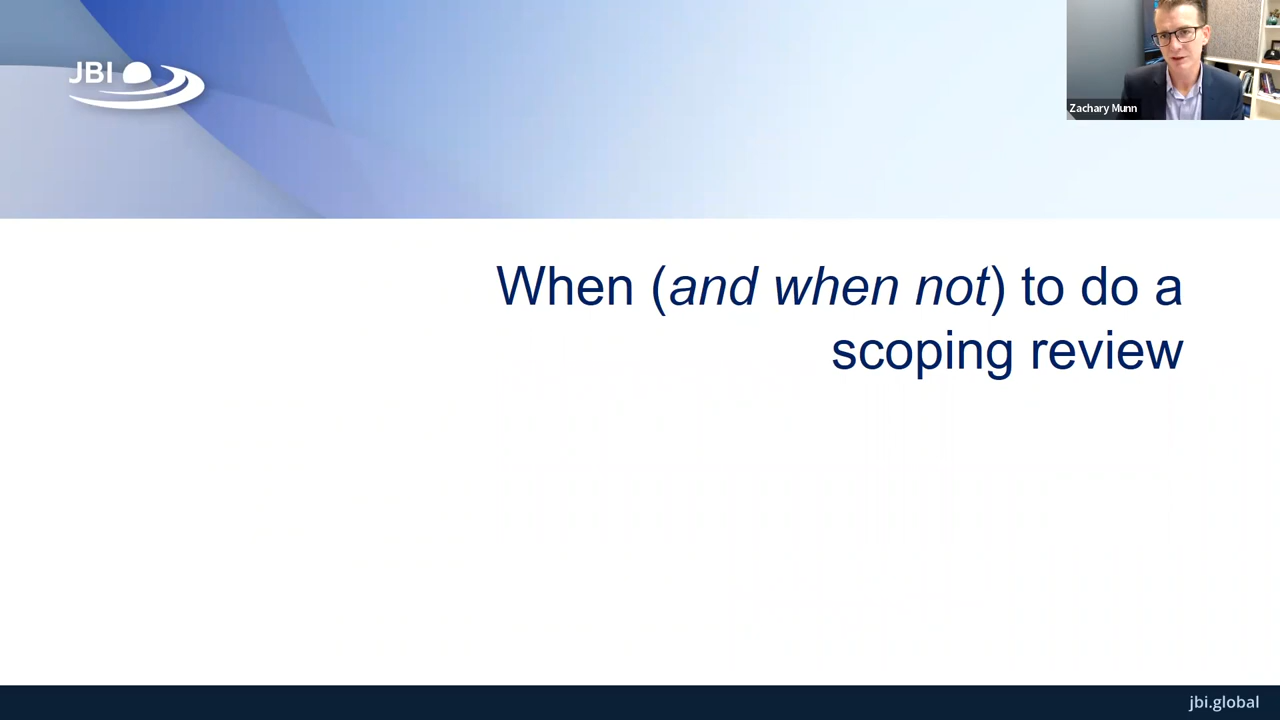 JBI
Zachary Munn
When (and when not) to do a
scoping review
jbi.global